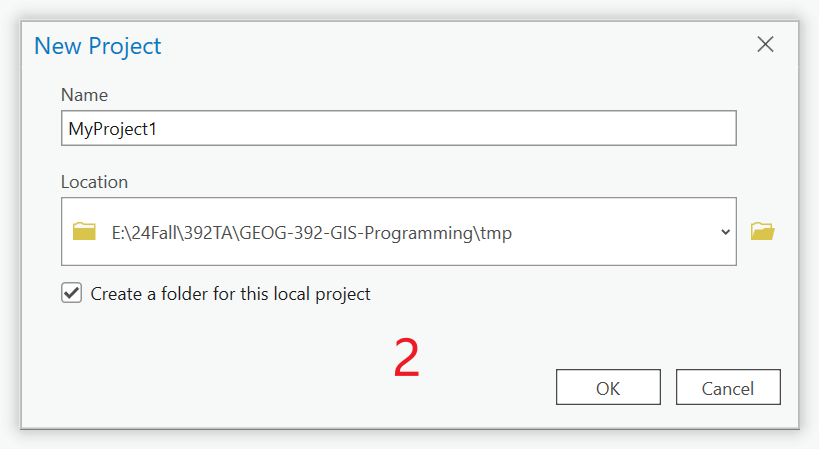 New Project
Name
MyProject1
Location
E:\24Fall\392TA\GEOG-392-GIS-Programming\tmp
Create a folder for this local project
2
OK Cancel